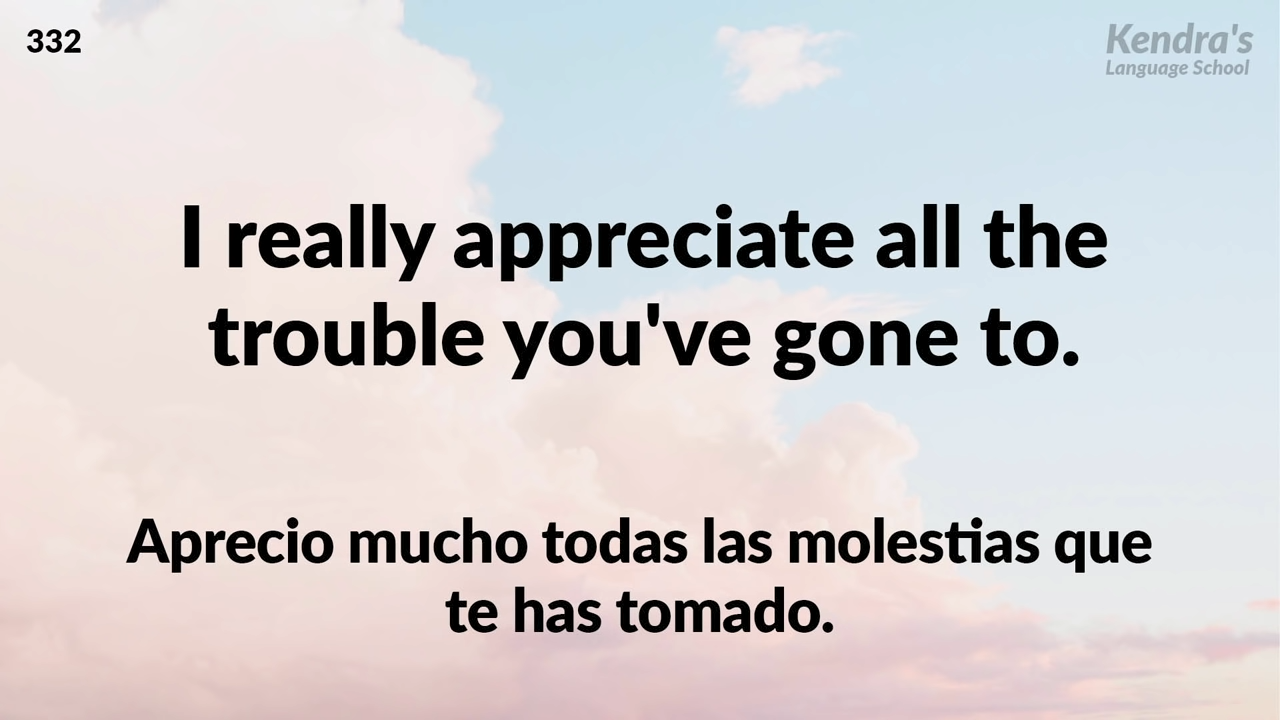 332
Kendra's
Language School
I really appreciate all the
trouble you've gone to.
Aprecio mucho todas las molestias que
te has tomado.